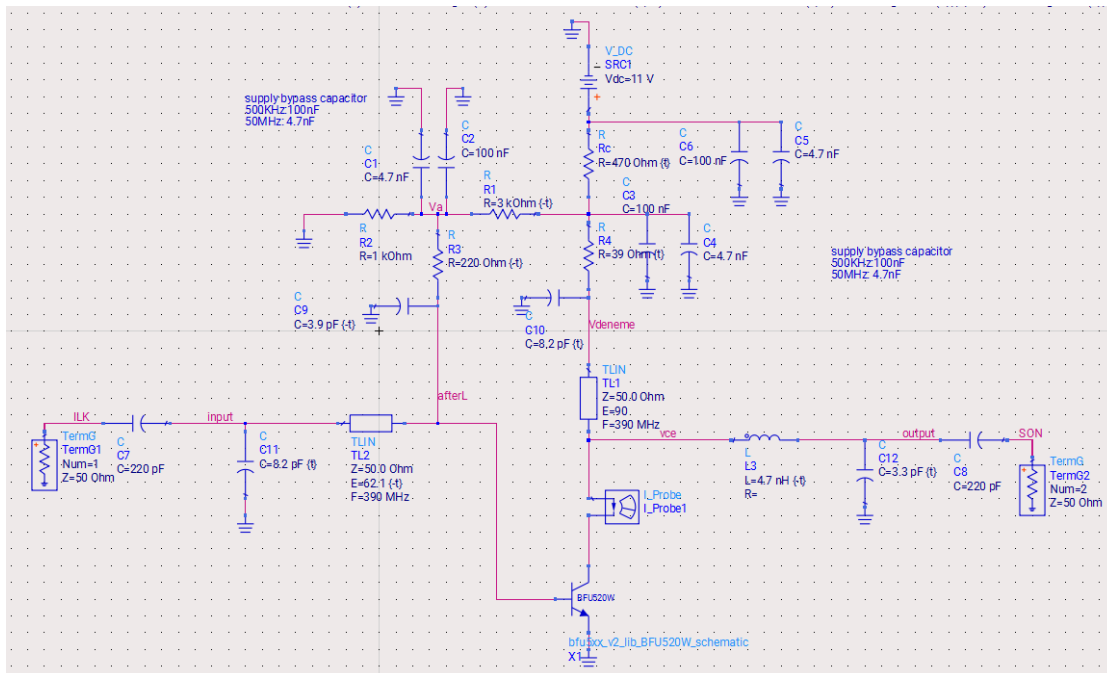 V_DC
SRC1
Vdc=11 V
supply bypass capacitor
500KHz:100nF
50MHz: 4.7nF
C
C2
C=100 nF
C
C1
C=4.7 nF
R
Rc
R=470 Ohm {t}
C
C6
C=100 nF
C
C5
C=4.7 nF
R
R1
R=3 kOhm {-t}
C
C3
C=100 nF
Va
R
R2
R=1 kOhm
R
R3
R=220 Ohm {-t}
R
R4
R=39 Ohm {t}
C
C4
C=4.7 nF
supply bypass capacitor
500KHz:100nF
50MHz: 4.7nF
C
C9
C=3.9 pF {-t}
C
C10
C=8.2 pF {t}
Vdeneme
TLIN
TL1
Z=50.0 Ohm
E=90
F=390 MHz
afterL
ILK
input
vce
output
SON
TermG
TermG1
Num=1
Z=50 Ohm
C
C7
C=220 pF
C
C11
C=8.2 pF {t}
TLIN
TL2
Z=50.0 Ohm
E=62.1 {-t}
F=390 MHz
L
L3
L=4.7 nH {-t}
R=
C
C12
C=3.3 pF {t}
C
C8
C=220 pF
TermG
TermG2
Num=2
Z=50 Ohm
I_Probe
I_Probe1
BFU520W
bfu5xx_v2_lib_BFU520W_schematic
X1